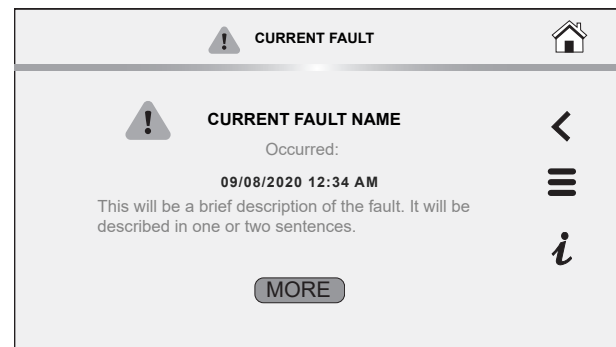 CURRENT FAULT
CURRENT FAULT NAME
Occurred:
09/08/2020 12:34 AM
This will be a brief description of the fault. It will be
described in one or two sentences.
MORE